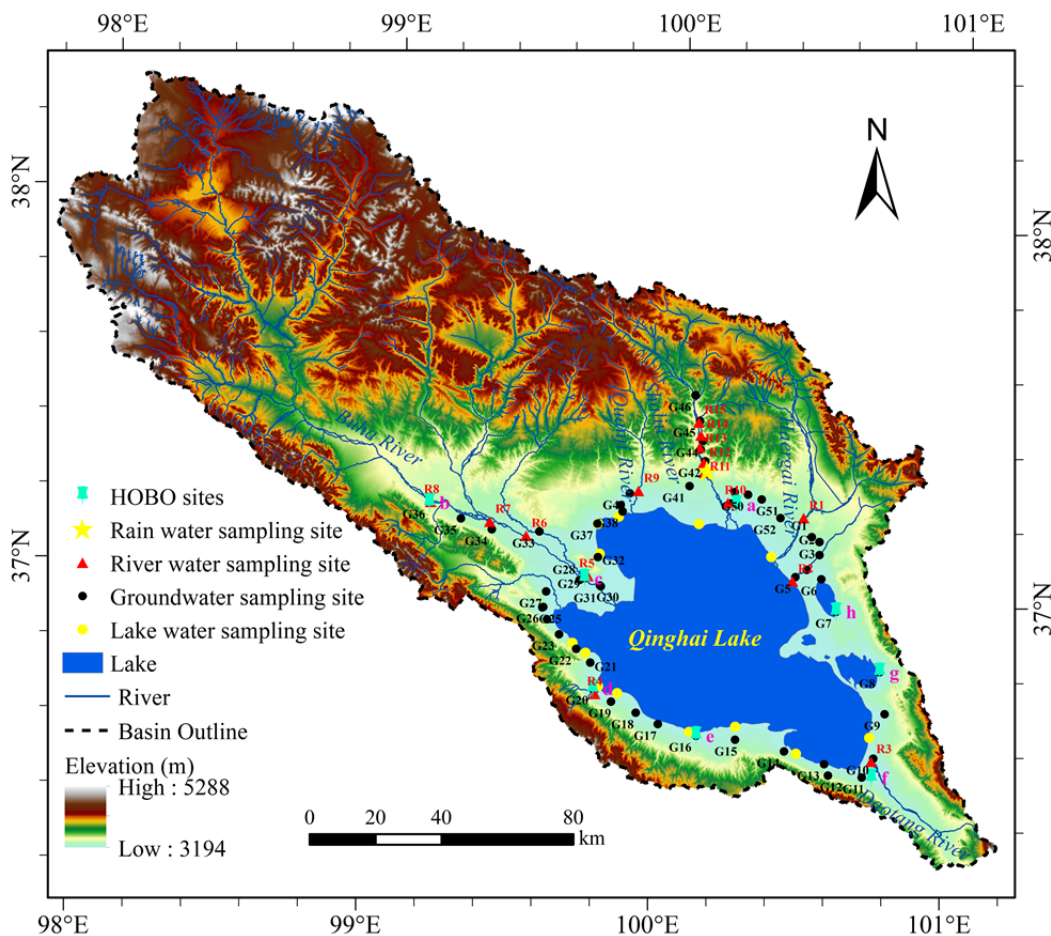 98°E
99°E
100°E
101°E
N
38°N
38°N
37°N
37°N
Buha River
River
River
River
R15
R14
R13
R12
R11
R10
R9
R8
R7
R6
R5
R4
R3
R1
G46
G45
G44
G42
G41
G51
G52
G1
G2
G3
G5
G6
G7
G8
G9
G10
G11
G12
G13
G14
G15
G16
G17
G18
G19
G20
G21
G22
G23
G25
G26
G27
G28
G29
G30
G31
G32
G33
G34
G35
G36
G37
G38
a
b
c
d
e
f
g
h
Qinghai Lake
Daotang River
HOBO sites
Rain water sampling site
River water sampling site
Groundwater sampling site
Lake water sampling site
Lake
River
Basin Outline
Elevation (m)
High : 5288
Low : 3194
0 20 40 80
km
98°E
99°E
100°E
101°E